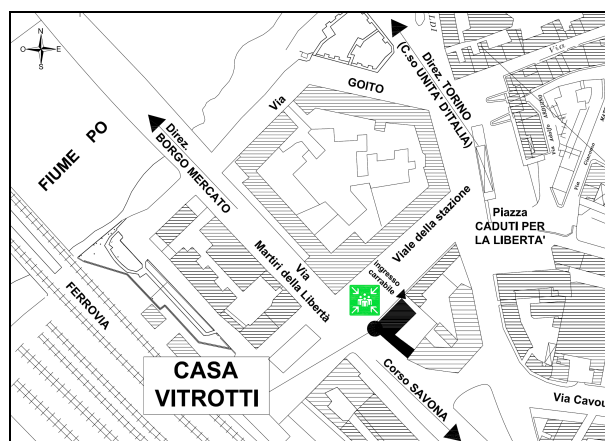 N
O
E
S
FIUME PO
Direz.
BORGO MERCATO
Via
GOITO
Direz. TORINO
(C.so UNITA' D'ITALIA)
Via
Piazza
CADUTI PER
LA LIBERTA'
Viale della stazione
ingresso
carrabile
Via
Martiri della Libertà
FERROVIA
CASA
VITROTTI
Corso SAVONA
Via Cavou